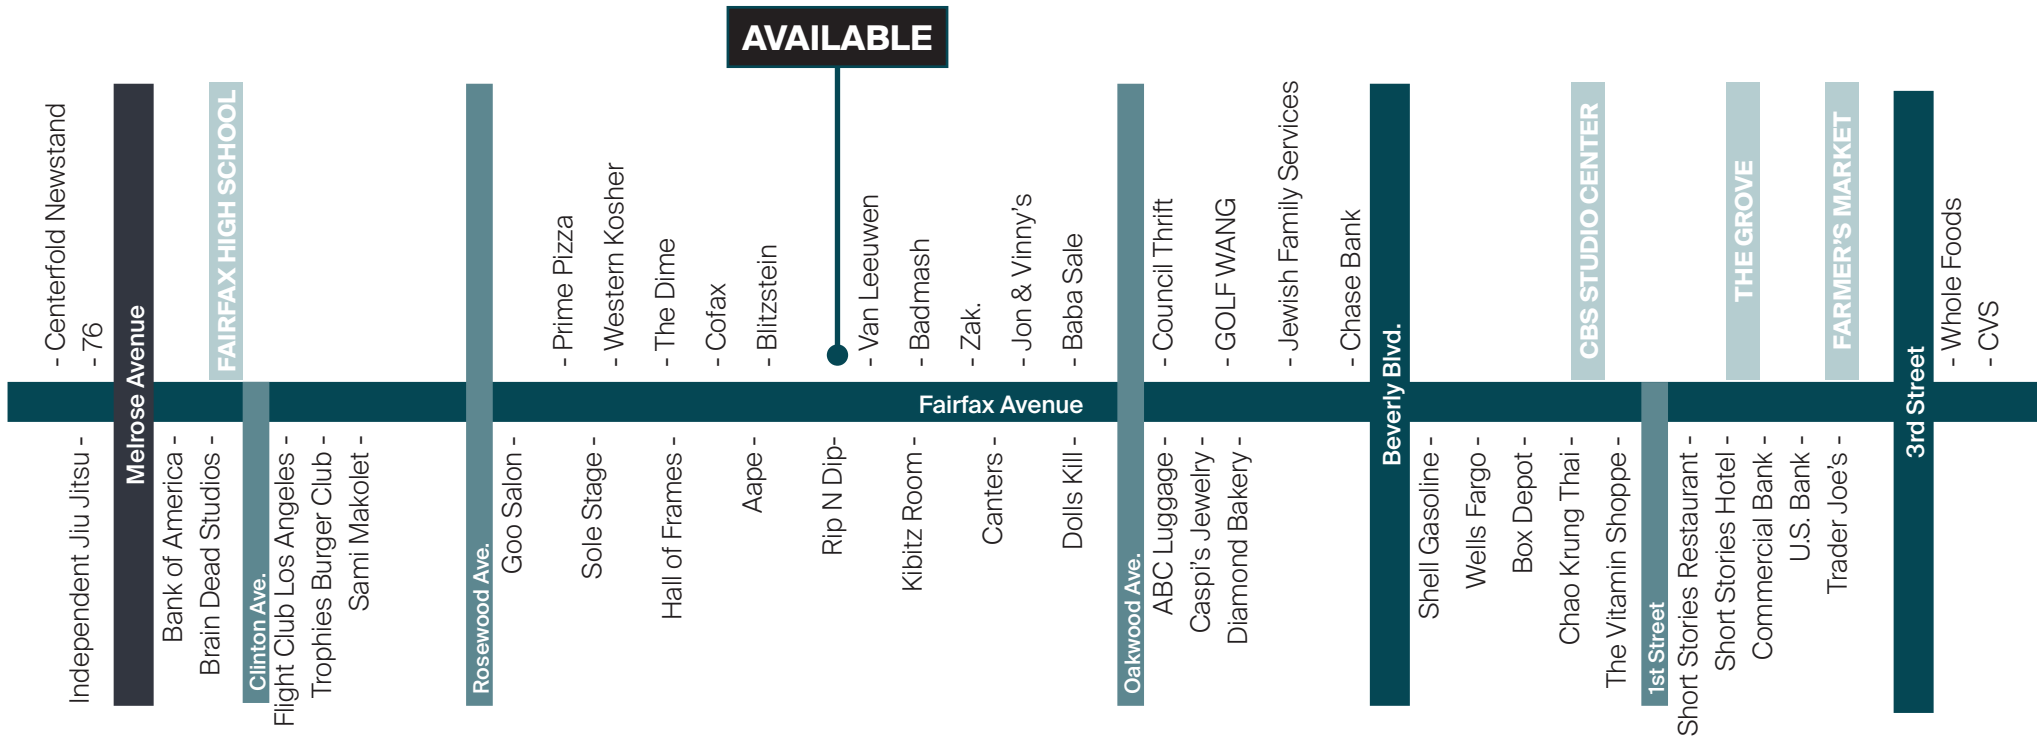 AVAILABLE
- Centerfold Newstand
- 76
Melrose Avenue
FAIRFAX HIGH SCHOOL
- Prime Pizza
- Western Kosher
- The Dime
- Cofax
- Blitzstein
- Van Leeuwen
- Badmash
- Zak.
- Jon & Vinny's
- Baba Sale
- Council Thrift
- GOLF WANG
- Jewish Family Services
- Chase Bank
Beverly Blvd.
CBS STUDIO CENTER
THE GROVE
FARMER'S MARKET
3rd Street
- Whole Foods
- CVS
Fairfax Avenue
Independent Jiu Jitsu -
Bank of America -
Brain Dead Studios -
Clinton Ave.
Flight Club Los Angeles -
Trophies Burger Club -
Sami Makolet -
Rosewood Ave.
Goo Salon -
Sole Stage-
Hall of Frames -
Aape -
Rip N Dip-
Kibitz Room -
Canters -
Dolls Kill -
Oakwood Ave.
ABC Luggage-
Caspi's Jewelry-
Diamond Bakery -
Shell Gasoline-
Wells Fargo -
Box Depot -
Chao Krung Thai -
The Vitamin Shoppe -
1st Street
Short Stories Restaurant -
Short Stories Hotel -
Commercial Bank -
U.S. Bank -
Trader Joe's -